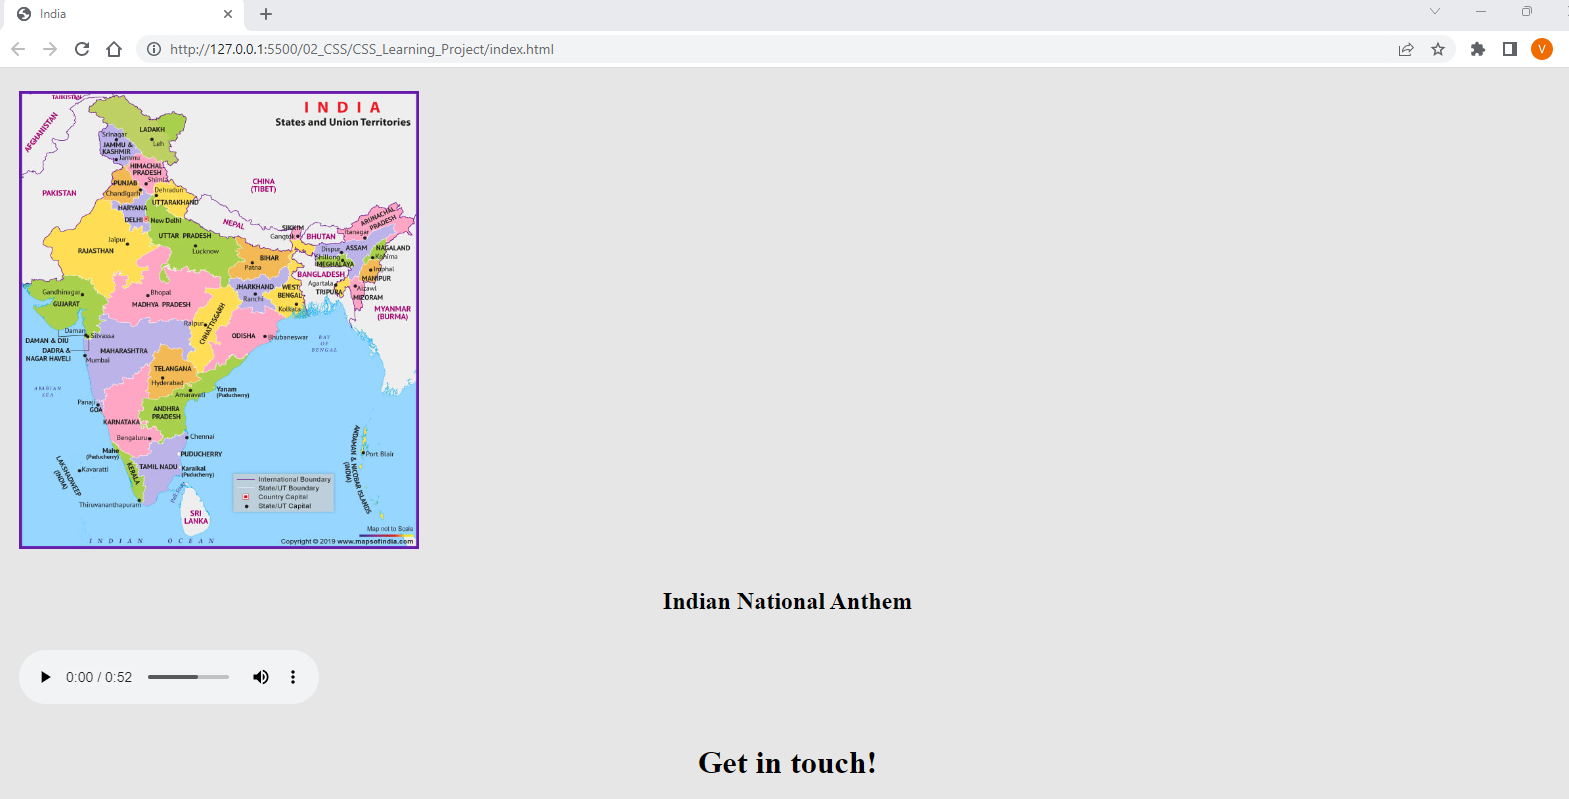 India
http://127.0.0.1:5500/02_CSS/CSS_Learning_Project/index.html
V
INDIA
States and Union Territories
TAJIKISTAN
AFGHANISTAN
PAKISTAN
CHINA
(TIBET)
NEPAL
BHUTAN
BANGLADESH
MYANMAR
(BURMA)
SRI
LANKA
LADAKH
Leh
Srinagar
JAMMU &
KASHMIR
Jammu
HIMACHAL
PRADESH
Shimla
PUNJAB
Chandigarh
Dehradun
UTTARAKHAND
HARYANA
DELHI
New Delhi
UTTAR PRADESH
Lucknow
Jaipur
RAJASTHAN
SIKKIM
Gangtok
ARUNACHAL
PRADESH
Itanagar
Dispur
ASSAM
NAGALAND
Kohima
Shillong
MEGHALAYA
Imphal
MANIPUR
Agartala
TRIPURA
Aizawl
MIZORAM
BIHAR
Patna
JHARKHAND
Ranchi
WEST
BENGAL
Kolkata
Gandhinagar
GUJARAT
Bhopal
MADHYA PRADESH
Raipur
CHHATTISGARH
ODISHA
Bhubaneswar
BAY
OF
BENGAL
Daman
Silvassa
DAMAN & DIU
DADRA &
NAGAR HAVELI
Mumbai
MAHARASHTRA
ARABIAN
SEA
TELANGANA
Hyderabad
Amaravati
Yanam
(Puducherry)
Panaji
GOA
ANDHRA
PRADESH
KARNATAKA
Bengaluru
Chennai
Mahe
(Puducherry)
PUDUCHERRY
TAMIL NADU
Karaikal
(Puducherry)
KERALA
LAKSHADWEEP
(INDIA)
Kavaratti
Thiruvananthapuram
ANDAMAN & NICOBAR ISLANDS
(INDIA)
Port Blair
International Boundary
State/UT Boundary
Country Capital
State/UT Capital
Map not to Scale
INDIAN OCEAN
Copyright © 2019 www.mapsofindia.com
Indian National Anthem
0:00 / 0:52
Get in touch!